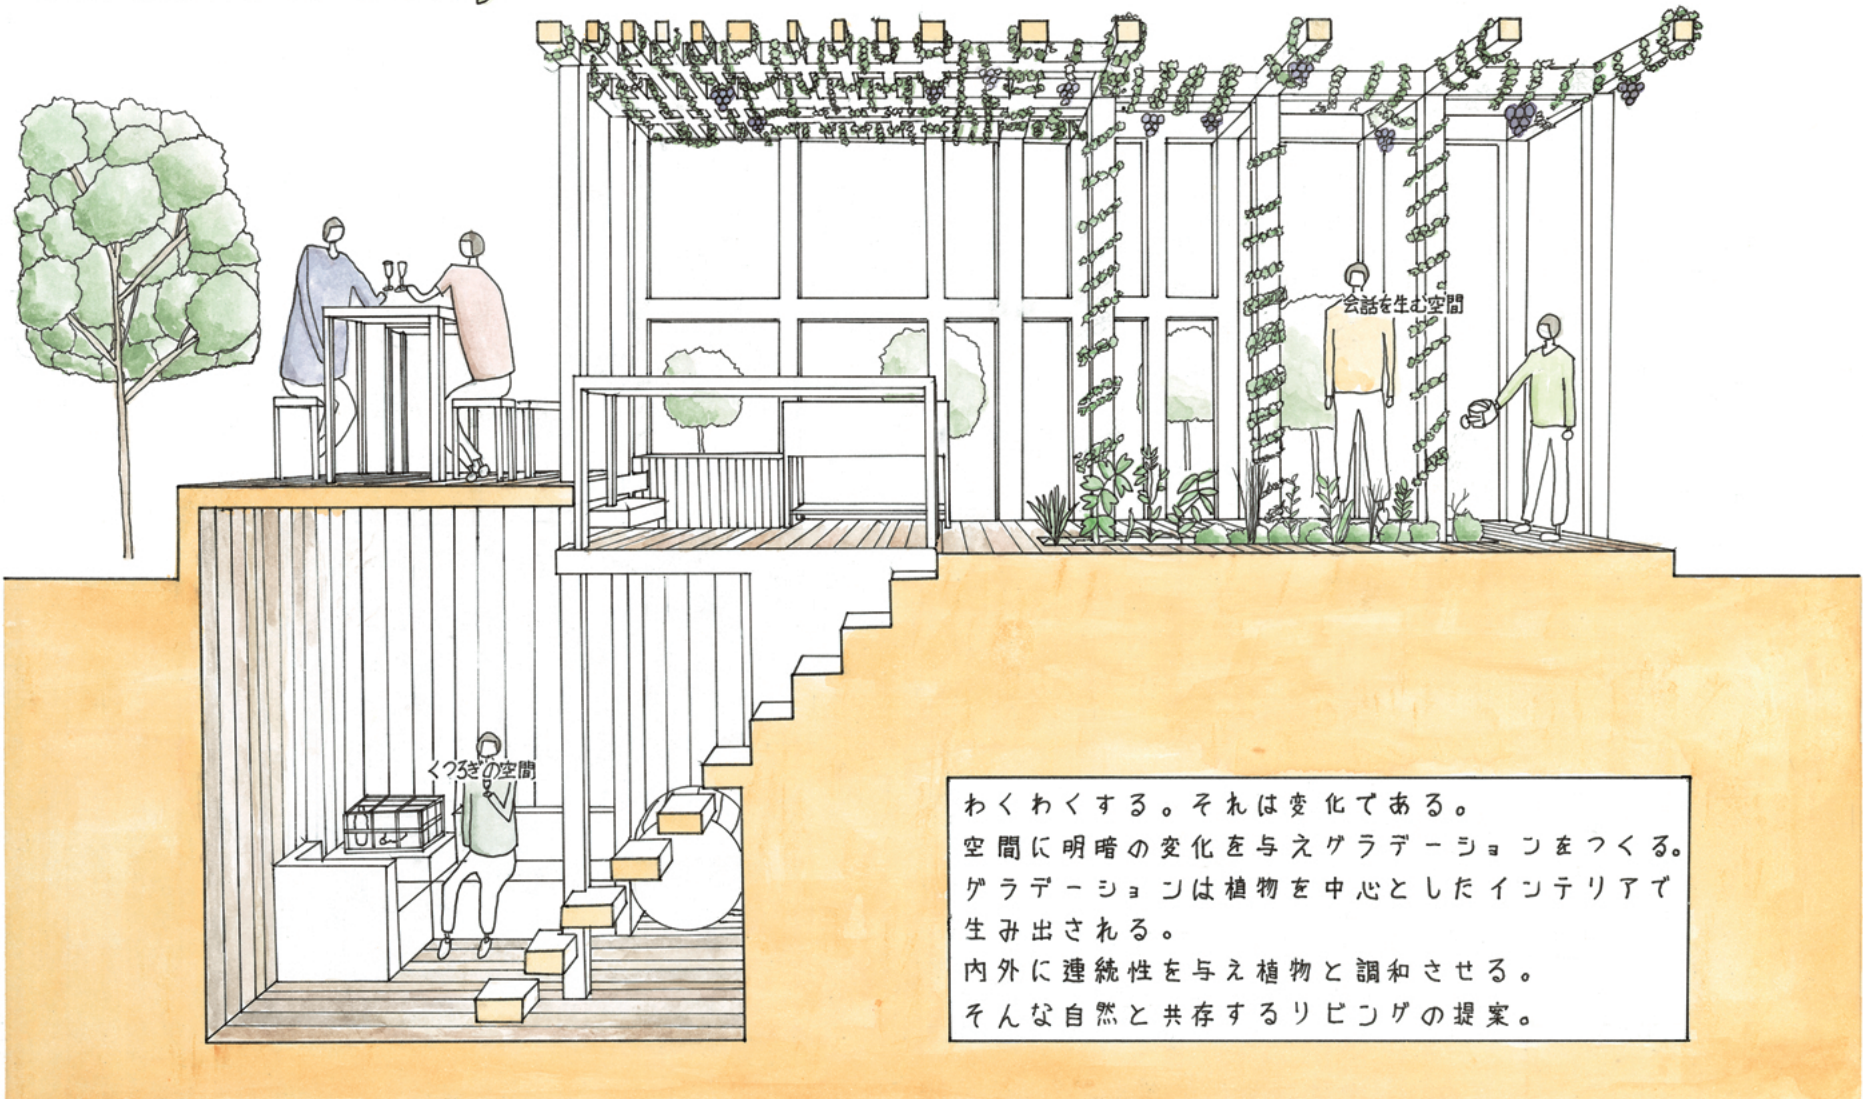 会話を生む空間
くつろぎの空間
わくわくする。それは変化である。
空間に明暗の変化を与えグラデーションをつくる。
グラデーションは植物を中心としたインテリアで
生み出される。
内外に連続性を与え植物と調和させる。
そんな自然と共存するリビングの提案。